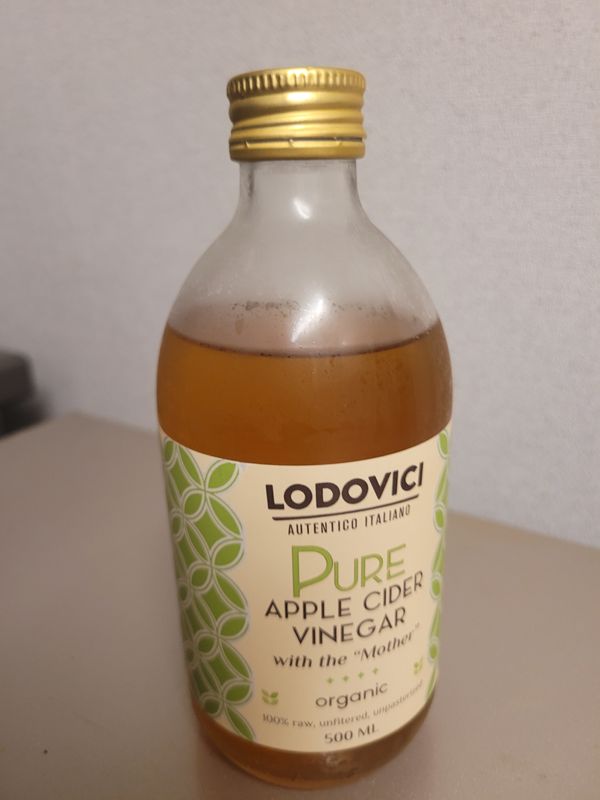 LODOVICI
AUTENTICO ITALIANO
PURE
APPLE CIDER
VINEGAR
with the "Mother"
organic
100% raw, unfiltered, unpasteurized
500 ML